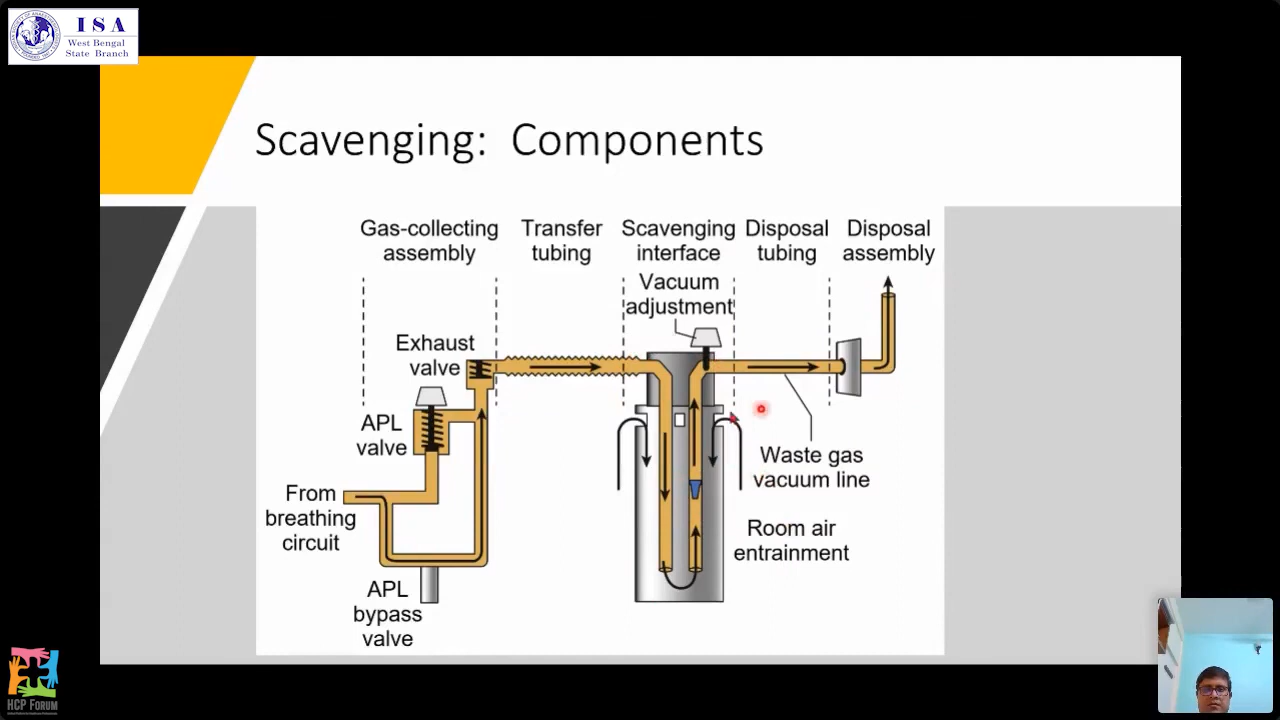 ISA
West Bengal
State Branch
Scavenging: Components
Gas-collecting
assembly
Transfer
tubing
Scavenging
interface
Disposal
tubing
Disposal
assembly
Vacuum
adjustment
Exhaust
valve
APL
valve
From
breathing
circuit
APL
bypass
valve
Waste gas
vacuum line
Room air
entrainment
HCP FORUM